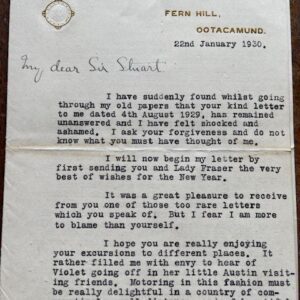 FERN HILL,
OOTACAMUND.
22nd January 1930.
My dear Sir Stuart
I have suddenly found whilst going
through my old papers that your kind letter
to me dated 4th August 1929, has remained
unanswered and I have felt shocked and
ashamed. I ask your forgiveness and do not
know what you must have thought of me.
I will now begin my letter by
first sending you and Lady Fraser the very
best of wishes for the New Year.
It was a great pleasure to receive
from you one of those too rare letters
which you speak of. But I fear I am more
to blame than yourself.
I hope you are really enjoying
your excursions to different places. It
rather filled me with envy to hear of
Violet going off in her little Austin visit-
ing friends. Motoring in this fashion must
be really delightful in a country of com-